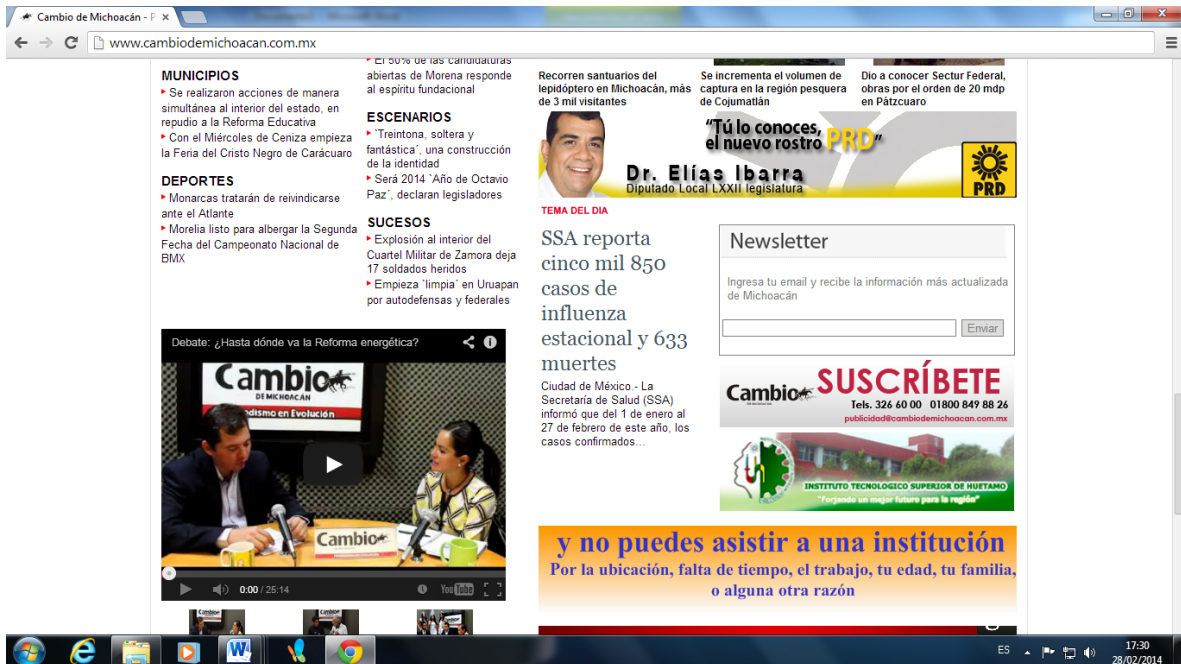 Cambio de Michoacán - P
www.cambiodemichoacan.com.mx
MUNICIPIOS
Se realizaron acciones de manera
simultánea al interior del estado, en
repudio a la Reforma Educativa
Con el Miércoles de Ceniza empieza
la Feria del Cristo Negro de Carácuaro
DEPORTES
Monarcas tratarán de reivindicarse
ante el Atlante
Morelia listo para albergar la Segunda
Fecha del Campeonato Nacional de
BMX
El 50% de las candidaturas
abiertas de Morena responde
al espíritu fundacional
ESCENARIOS
`Treintona, soltera y
fantástica´, una construcción
de la identidad
Será 2014 `Año de Octavio
Paz´, declaran legisladores
SUCESOS
Explosión al interior del
Cuartel Militar de Zamora deja
17 soldados heridos
Empieza `limpia´ en Uruapan
por autodefensas y federales
Debate: ¿Hasta dónde va la Reforma energética?
Cambio
DE MICHOACÁN
dismo en Evolución
Cambio
0:00 / 25:14
YouTube
Recorren santuarios del
lepidóptero en Michoacán, más
de 3 mil visitantes
Se incrementa el volumen de
captura en la región pesquera
de Cojumatlán
Dio a conocer Sectur Federal,
obras por el orden de 20 mdp
en Pátzcuaro
"Tú lo conoces,
el nuevo rostro PRD"
Dr. Elías Ibarra
Diputado Local LXXII legislatura
PRD
TEMA DEL DIA
SSA reporta
cinco mil 850
casos de
influenza
estacional y 633
muertes
Ciudad de México.- La
Secretaría de Salud (SSA)
informó que del 1 de enero al
27 de febrero de este año, los
casos confirmados...
Newsletter
Ingresa tu email y recibe la información más actualizada
de Michoacán
Enviar
Cambio
SUSCRÍBETE
Tels. 326 60 00 01800 849 88 26
publicidad@cambiodemichoacan.com.mx
INSTITUTO TECNOLOGICO SUPERIOR DE HUETAMO
"Forjando un mejor futuro para la región"
y no puedes asistir a una institución
Por la ubicación, falta de tiempo, el trabajo, tu edad, tu familia,
o alguna otra razón
ES
17:30
28/02/2014